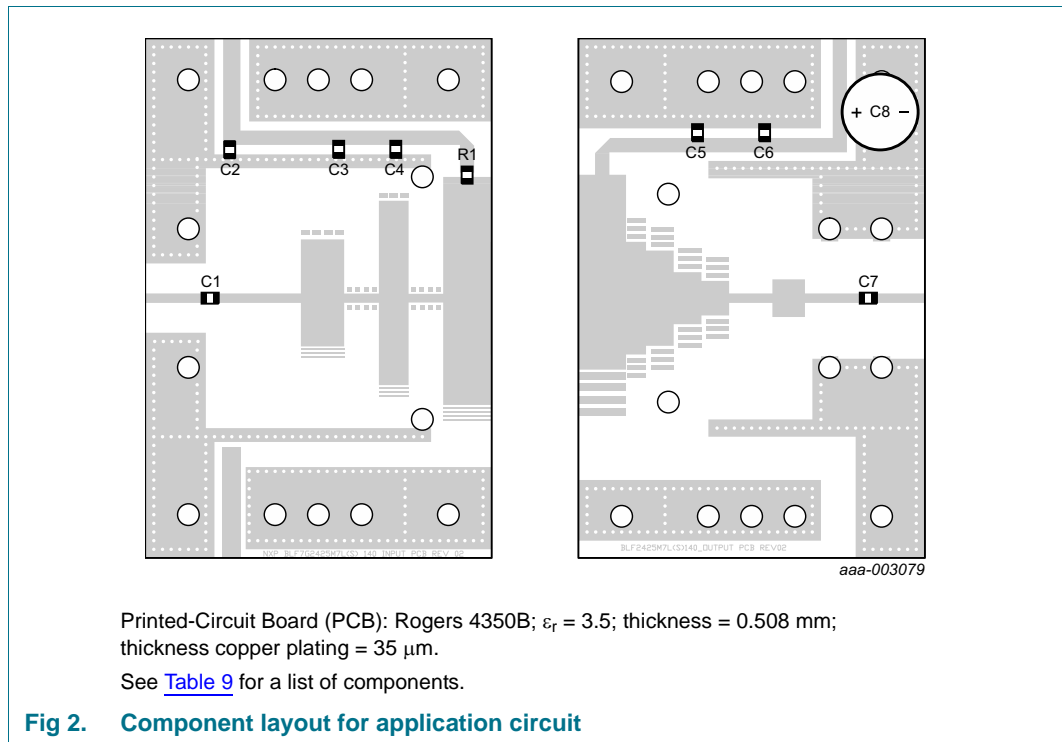 C2
C3
C4
R1
C1
NXP BLF7G2425M7L(S) 140 INPUT PCB REV 02
+ C8 −
C5
C6
C7
BLF2425M7L(S)140_OUTPUT PCB REV02
aaa-003079
Printed-Circuit Board (PCB): Rogers 4350B; εr = 3.5; thickness = 0.508 mm;
thickness copper plating = 35 μm.
See Table 9 for a list of components.
Fig 2. Component layout for application circuit